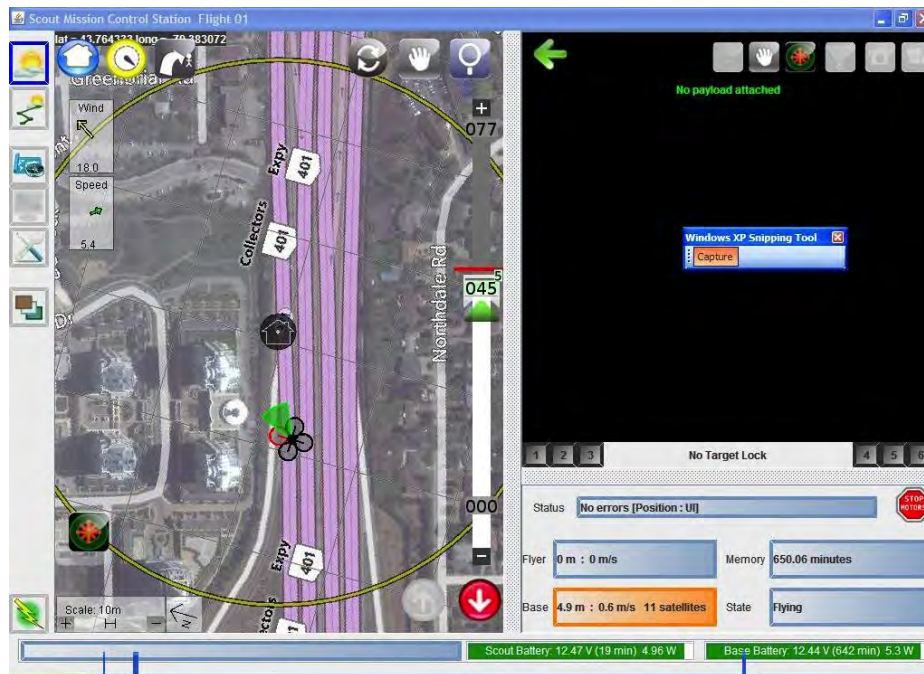 Scout Mission Control Station Flight 01
lat = 43.764333 long = -79.383072
Wind
18.0
Speed
5.4
Expy
401
Collectors
401
Northdale Rd
077
5
045
000
Expy
401
Scale: 10m
N
No payload attached
Windows XP Snipping Tool
Capture
1 2 3 No Target Lock 4 5 6
Status No errors [Position : UI]
STOP MOTORS
Flyer 0 m : 0 m/s Memory 650.06 minutes
Base 4.9 m : 0.6 m/s 11 satellites State Flying
Scout Battery: 12.47 V (19 min) 4.96 W Base Battery: 12.44 V (642 min) 5.3 W